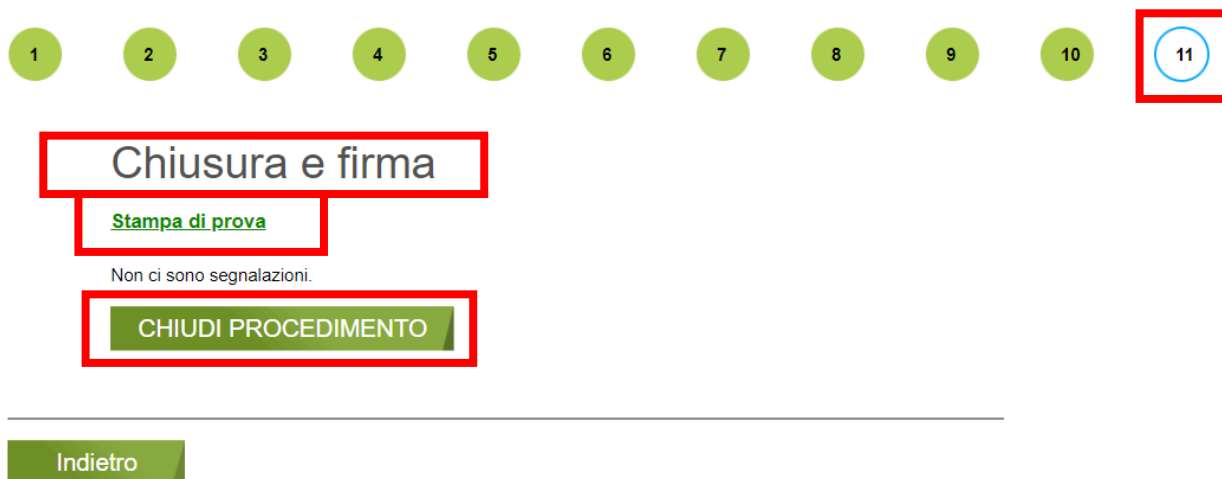 1 2 3 4 5 6 7 8 9 10 11
Chiusura e firma
Stampa di prova
Non ci sono segnalazioni.
CHIUDI PROCEDIMENTO
Indietro